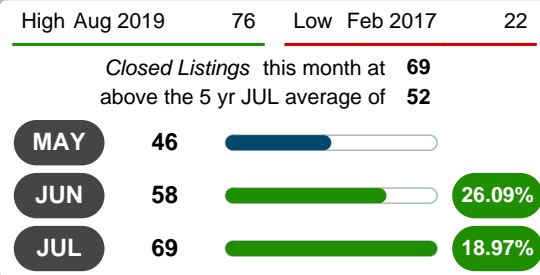 High Aug 2019 76 Low Feb 2017 22
Closed Listings this month at 69
above the 5 yr JUL average of 52
MAY 46
JUN 58 26.09%
JUL 69 18.97%